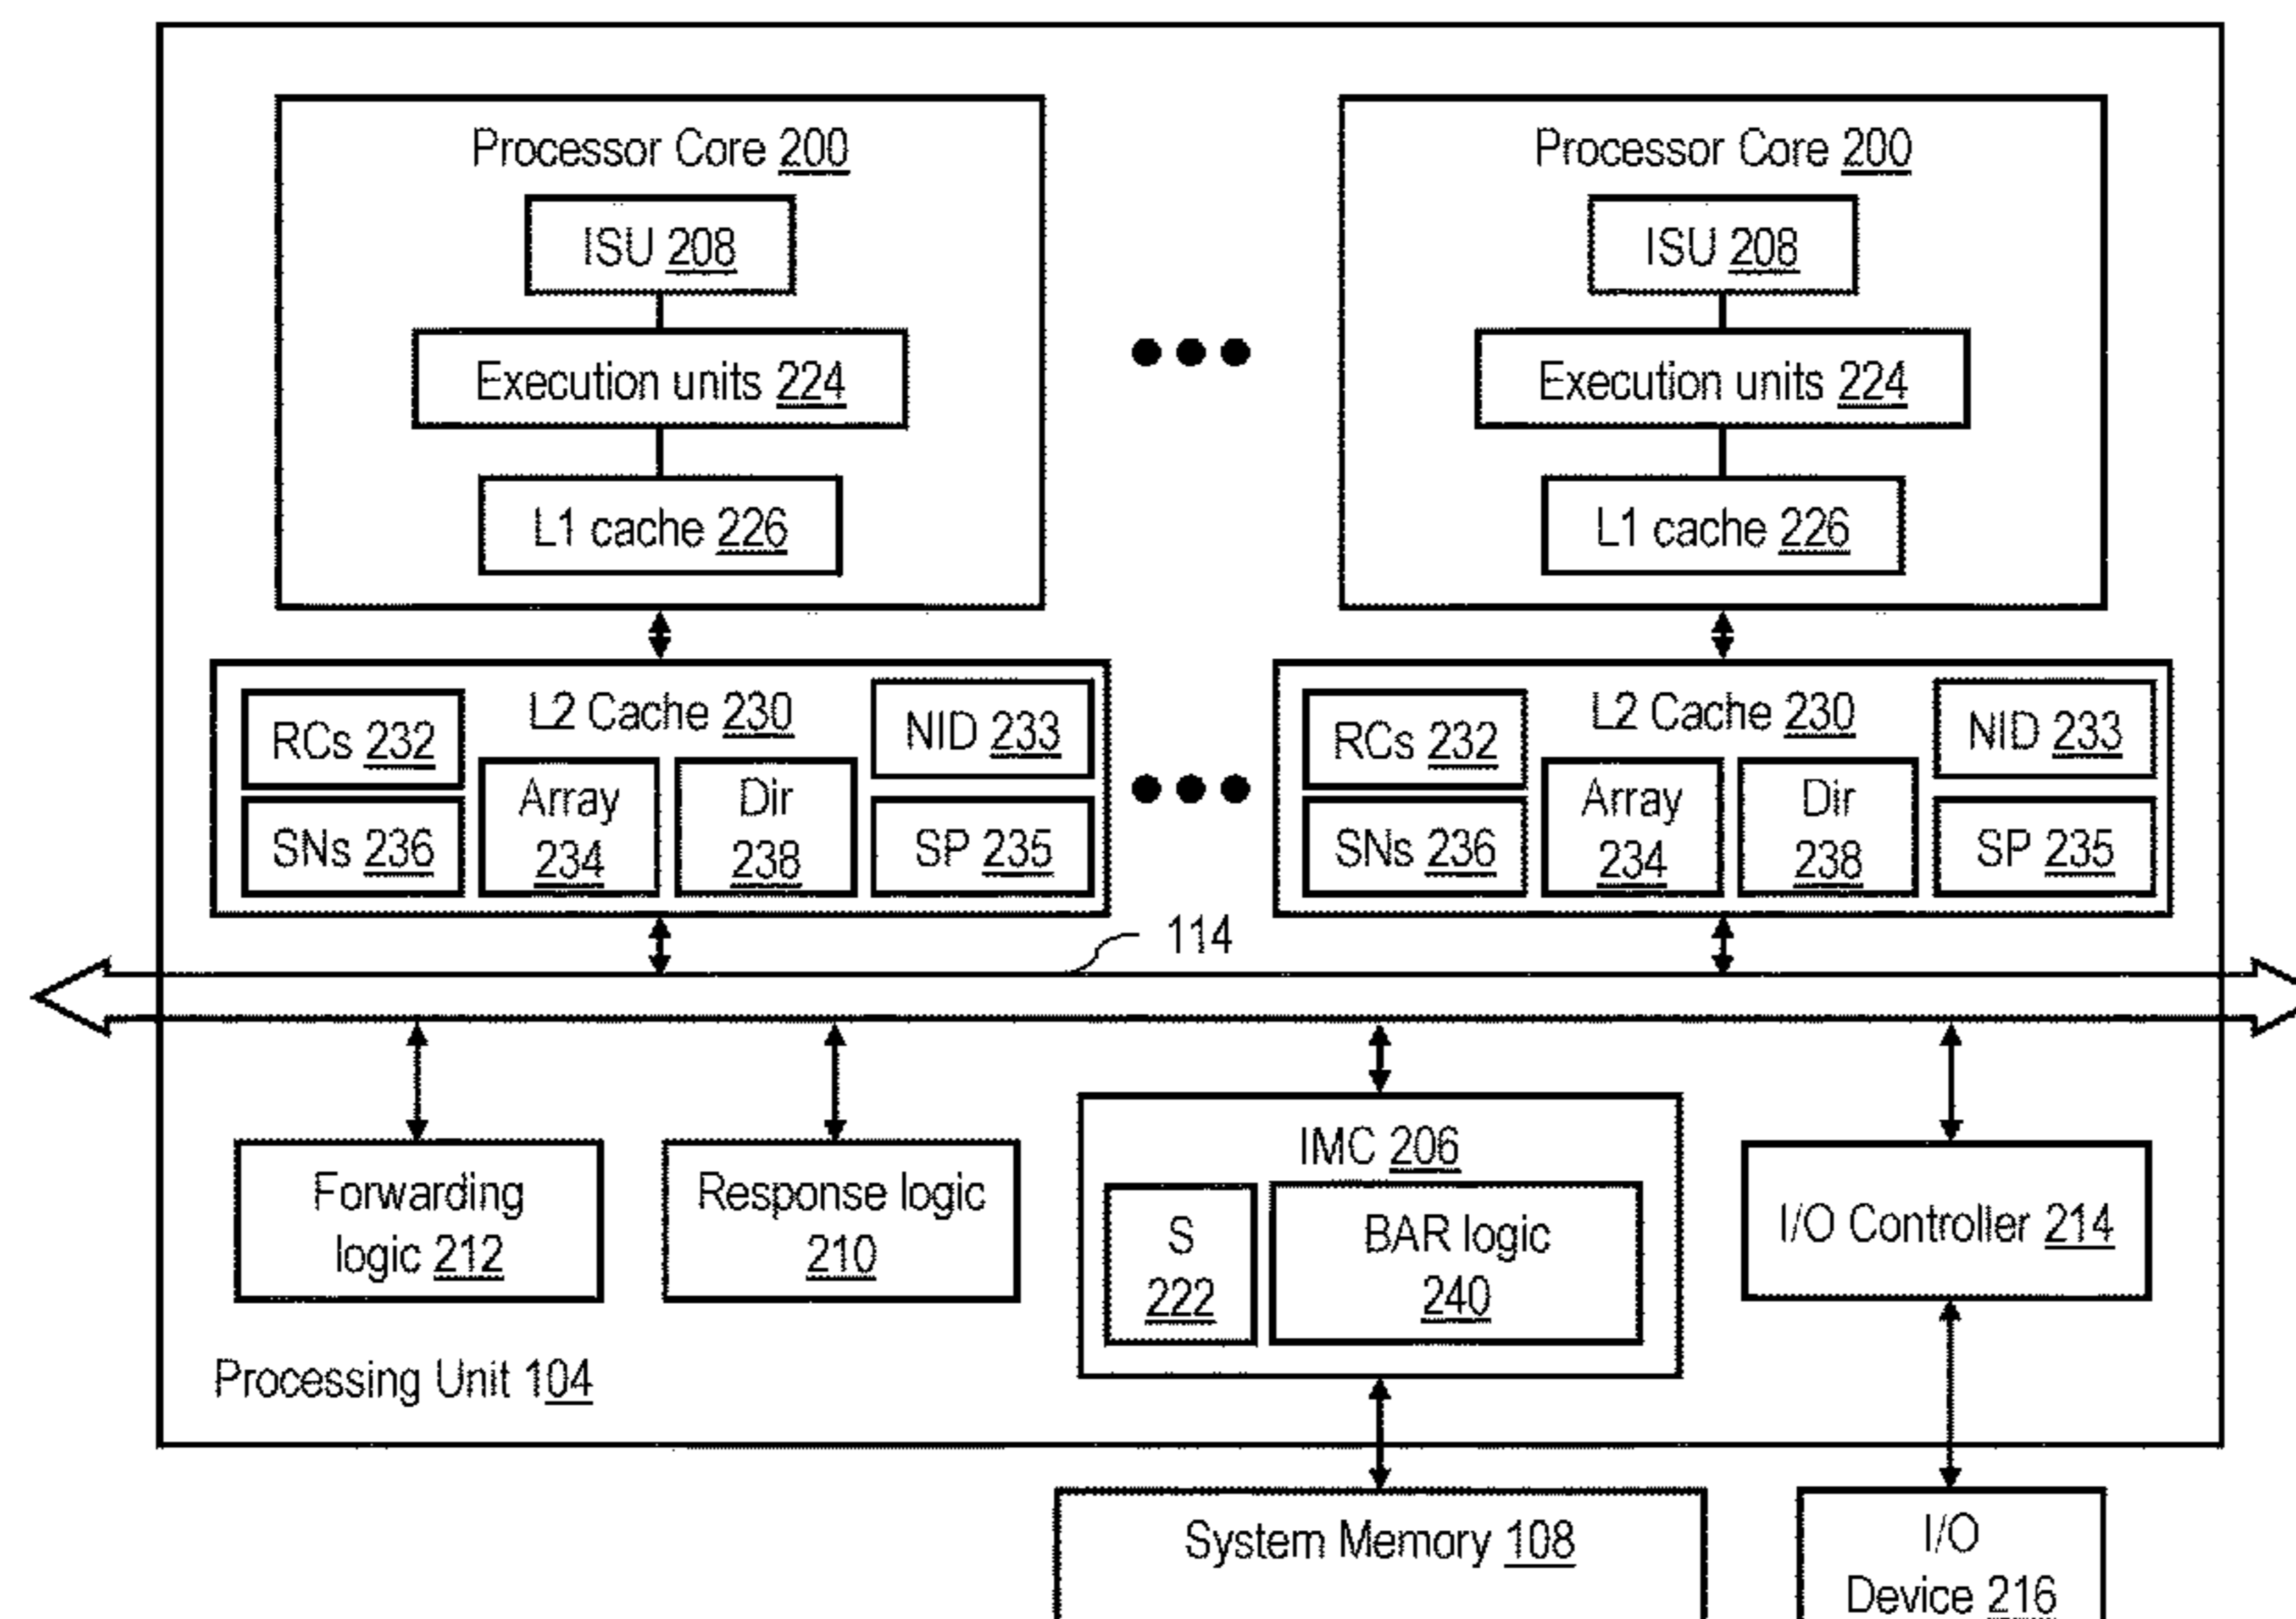 Processor Core 200
ISU 208
Execution units 224
L1 cache 226
Processor Core 200
ISU 208
Execution units 224
L1 cache 226
L2 Cache 230
RCs 232
SNs 236
Array
234
Dir
238
NID 233
SP 235
L2 Cache 230
RCs 232
SNs 236
Array
234
Dir
238
NID 233
SP 235
114
Forwarding
logic 212
Response logic
210
IMC 206
S
222
BAR logic
240
I/O Controller 214
Processing Unit 104
System Memory 108
I/O
Device 216